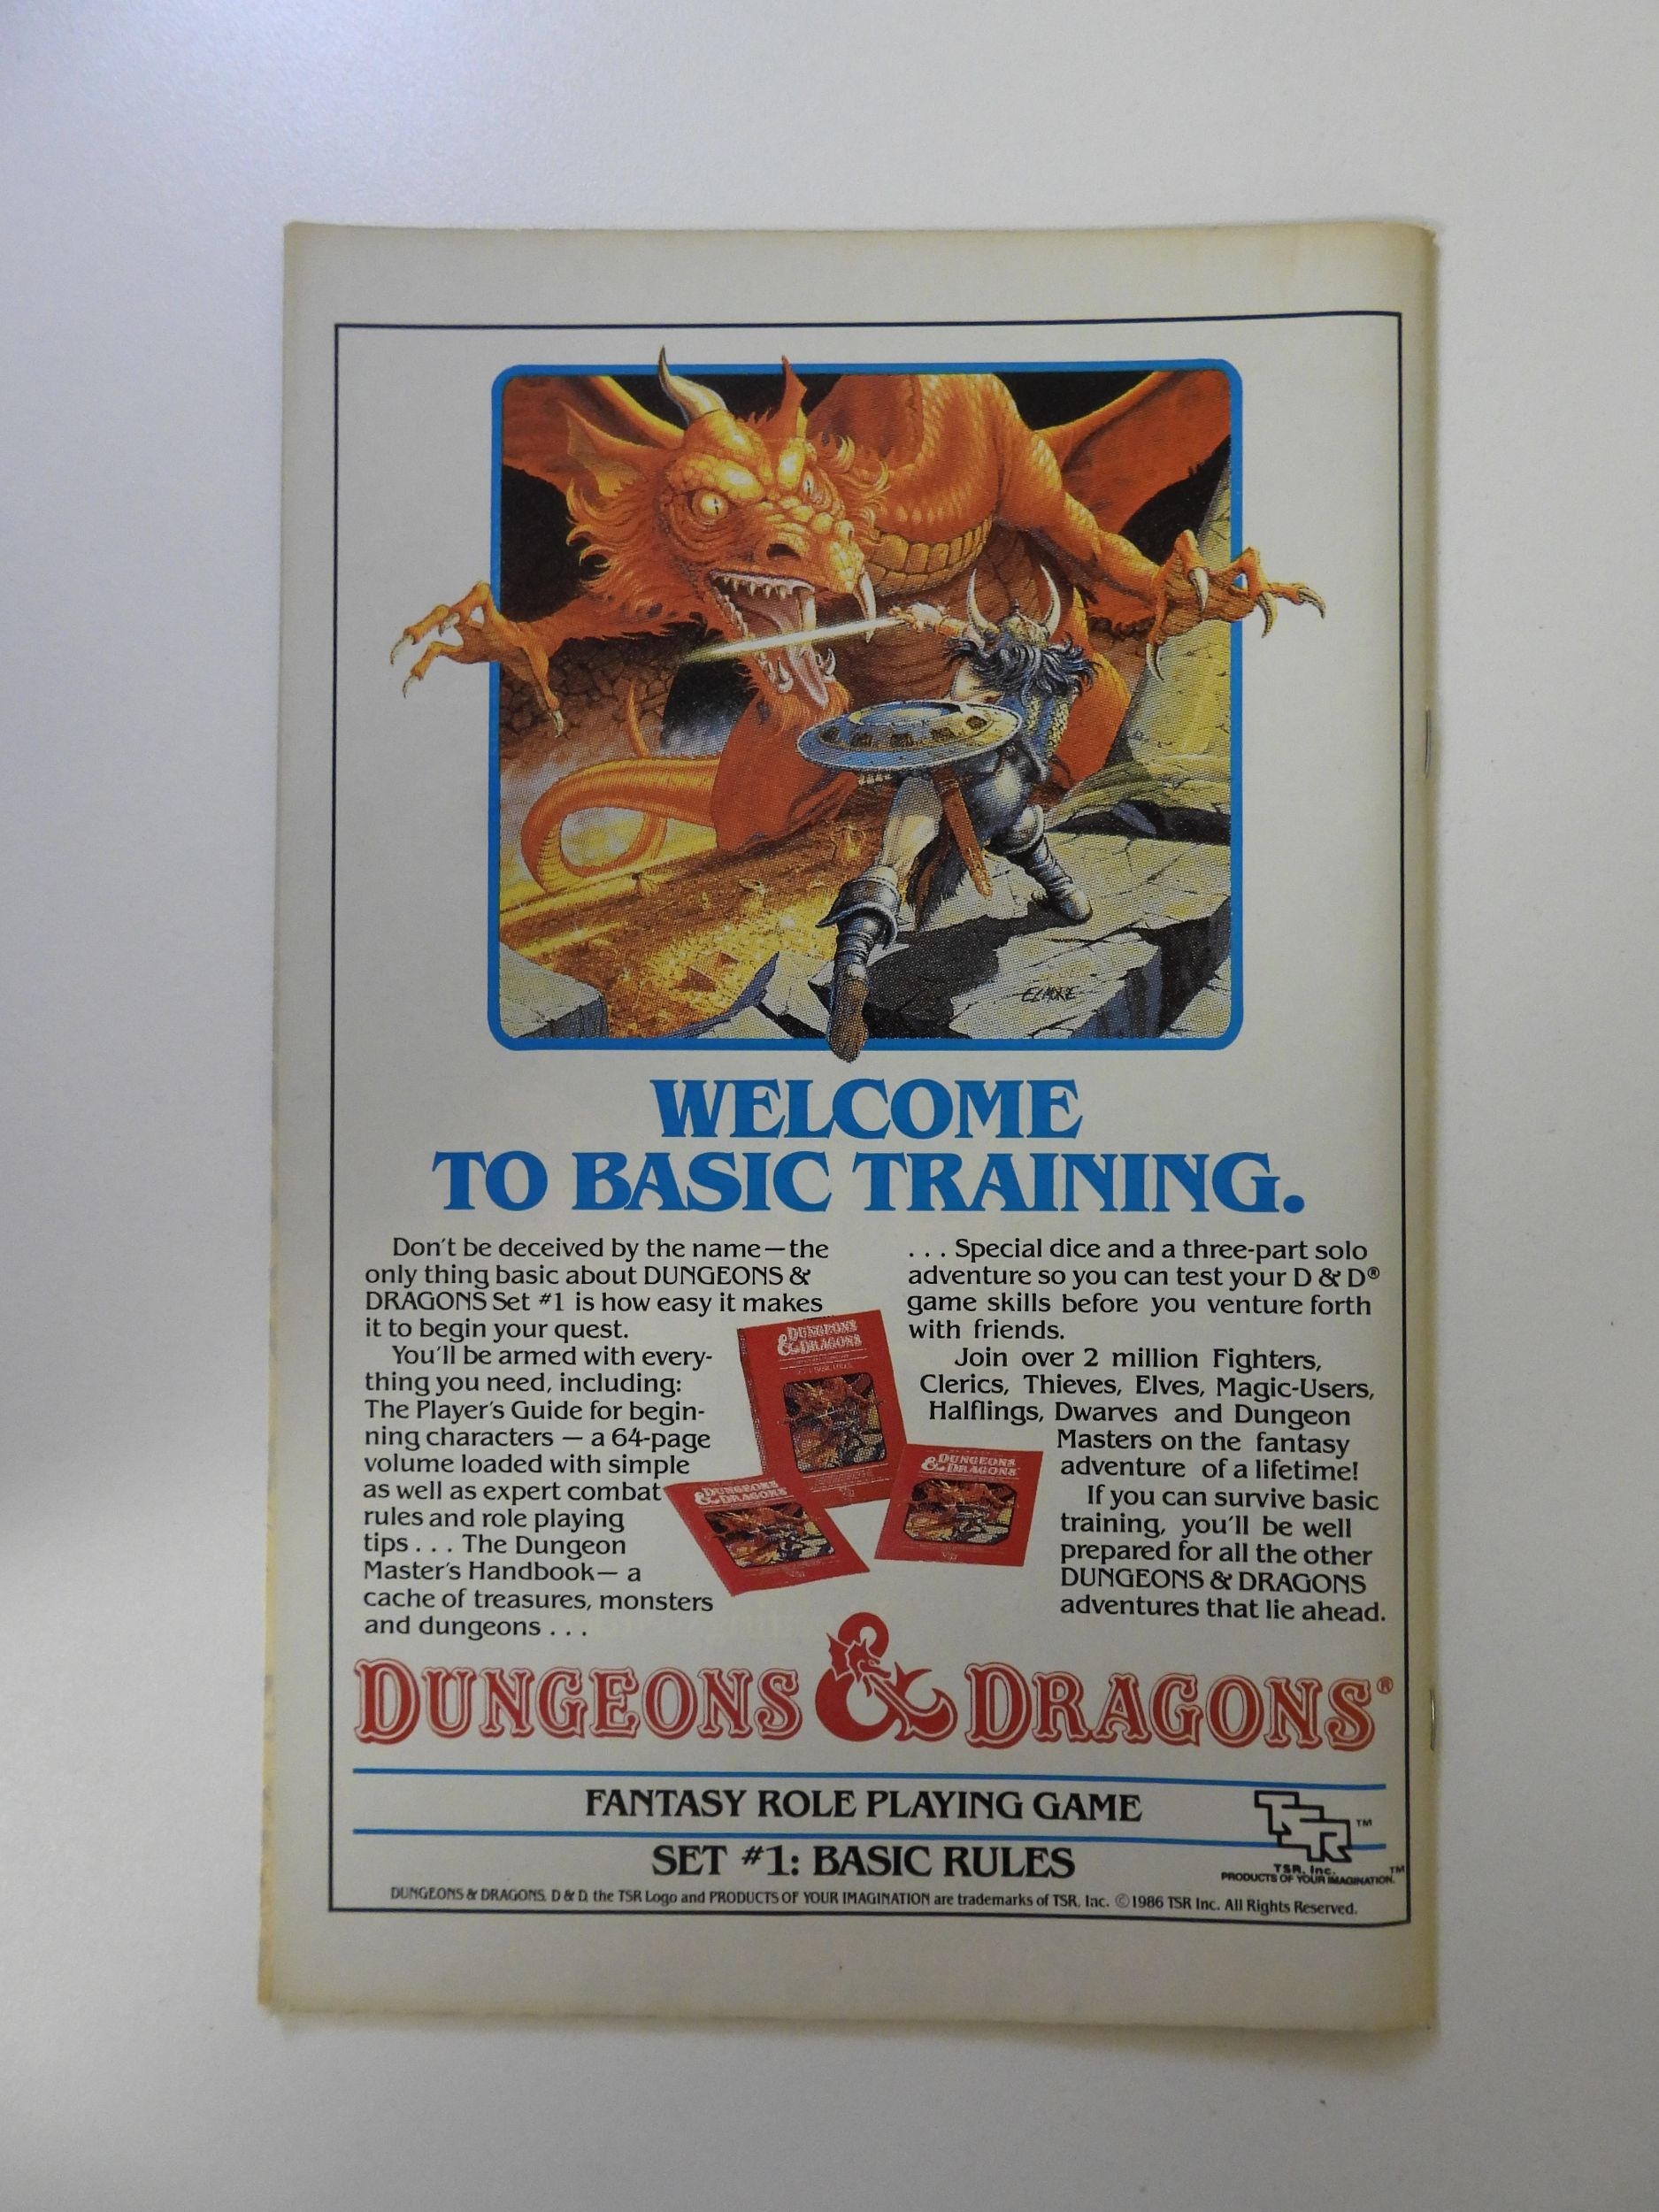 ELMORE
WELCOME
TO BASIC TRAINING.
Don't be deceived by the name—the
only thing basic about DUNGEONS &
DRAGONS Set #1 is how easy it makes
it to begin your quest.
You'll be armed with every-
thing you need, including:
The Player's Guide for begin-
ning characters — a 64-page
volume loaded with simple
as well as expert combat
rules and role playing
tips . . . The Dungeon
Master's Handbook— a
cache of treasures, monsters
and dungeons . . .
. . . Special dice and a three-part solo
adventure so you can test your D & D®
game skills before you venture forth
with friends.
Join over 2 million Fighters,
Clerics, Thieves, Elves, Magic-Users,
Halflings, Dwarves and Dungeon
Masters on the fantasy
adventure of a lifetime!
If you can survive basic
training, you'll be well
prepared for all the other
DUNGEONS & DRAGONS
adventures that lie ahead.
DUNGEONS
& DRAGONS
DUNGEONS
& DRAGONS
DUNGEONS
& DRAGONS
DUNGEONS & DRAGONS®
FANTASY ROLE PLAYING GAME
SET #1: BASIC RULES
TSR™
TSR, Inc.
PRODUCTS OF YOUR IMAGINATION™
DUNGEONS & DRAGONS, D & D, the TSR Logo and PRODUCTS OF YOUR IMAGINATION are trademarks of TSR, Inc. ©1986 TSR Inc. All Rights Reserved.